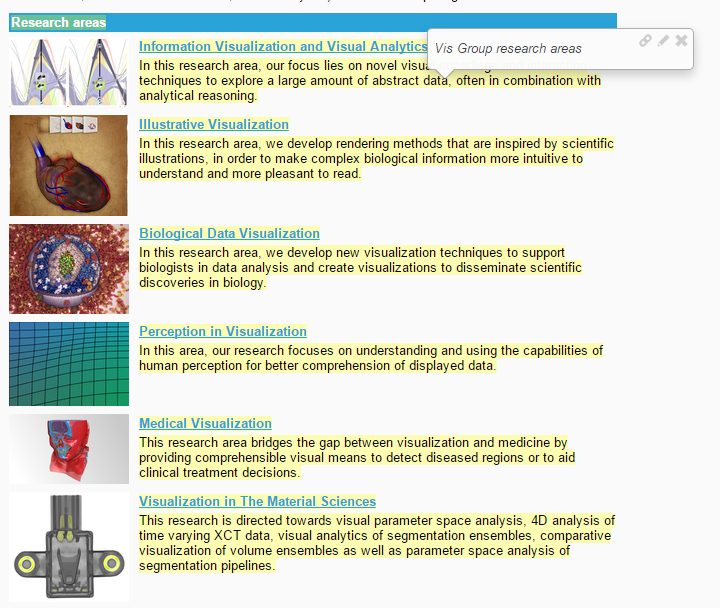 Research areas
Vis Group research areas
Information Visualization and Visual Analytics
In this research area, our focus lies on novel
techniques to explore a large amount of abstract data, often in combination with
analytical reasoning.
Illustrative Visualization
In this research area, we develop rendering methods that are inspired by scientific
illustrations, in order to make complex biological information more intuitive to
understand and more pleasant to read.
Biological Data Visualization
In this research area, we develop new visualization techniques to support
biologists in data analysis and create visualizations to disseminate scientific
discoveries in biology.
Perception in Visualization
In this area, our research focuses on understanding and using the capabilities of
human perception for better comprehension of displayed data.
Medical Visualization
This research area bridges the gap between visualization and medicine by
providing comprehensible visual means to detect diseased regions or to aid
clinical treatment decisions.
Visualization in The Material Sciences
This research is directed towards visual parameter space analysis, 4D analysis of
time varying XCT data, visual analytics of segmentation ensembles, comparative
visualization of volume ensembles as well as parameter space analysis of
segmentation pipelines.